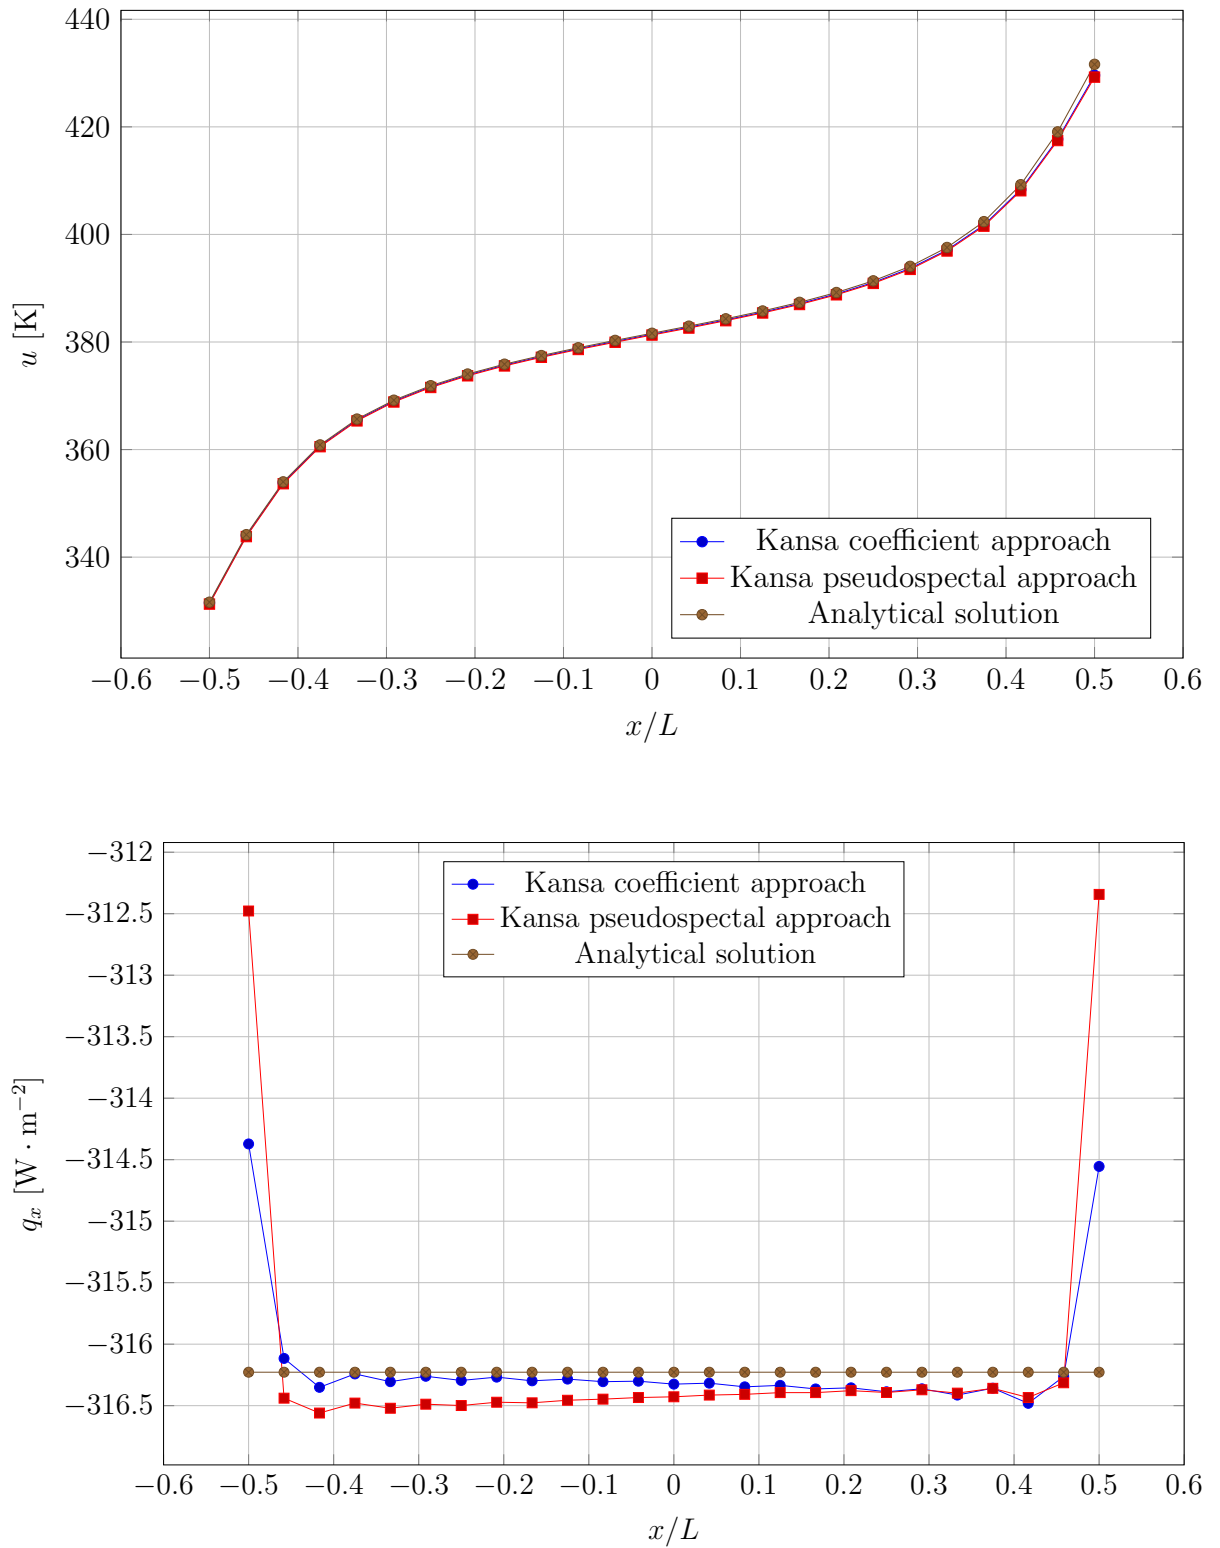 440
420
400
380
360
340
u [K]
Kansa coefficient approach
Kansa pseudospectal approach
Analytical solution
−0.6 −0.5 −0.4 −0.3 −0.2 −0.1 0 0.1 0.2 0.3 0.4 0.5 0.6
x/L
−312
−312.5
−313
−313.5
−314
−314.5
−315
−315.5
−316
−316.5
q_x [W · m^−2]
Kansa coefficient approach
Kansa pseudospectal approach
Analytical solution
−0.6 −0.5 −0.4 −0.3 −0.2 −0.1 0 0.1 0.2 0.3 0.4 0.5 0.6
x/L